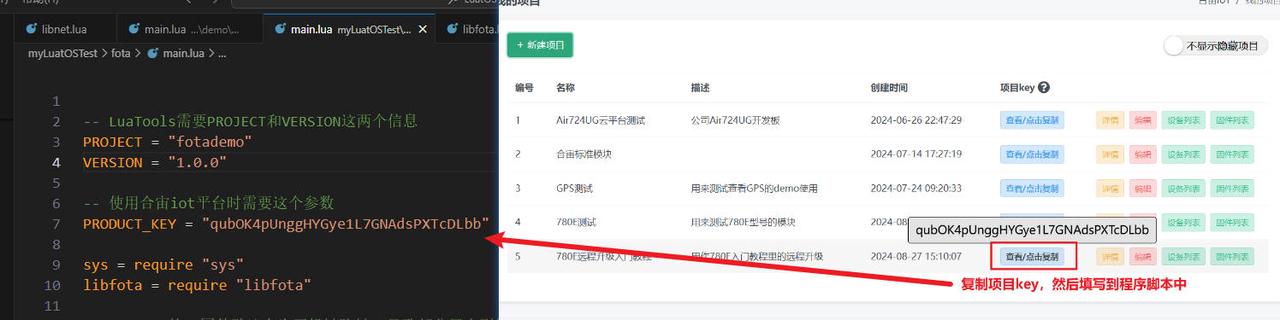 libnet.lua
main.lua ...\demo\...
main.lua myLuatOSTest\...
libfota.l
myLuatOSTest > fota > main.lua > ...
1
2 -- LuaTools需要PROJECT和VERSION这两个信息
3 PROJECT = "fotademo"
4 VERSION = "1.0.0"
5
6 -- 使用合宙iot平台时需要这个参数
7 PRODUCT_KEY = "qubOK4pUnggHYGye1L7GNAdsPXTcDLbb"
8
9 sys = require "sys"
10 libfota = require "libfota"
11
+ 新建项目
不显示隐藏项目
编号 名称 描述 创建时间 项目key ?
1 Air724UG云平台测试 公司Air724UG开发板 2024-06-26 22:47:29 查看/点击复制 详情 编辑 设备列表 固件列表
2 合宙标准模块 2024-07-14 17:27:19 查看/点击复制 详情 编辑 设备列表 固件列表
3 GPS测试 用来测试查看GPS的demo使用 2024-07-24 09:20:33 查看/点击复制 详情 编辑 设备列表 固件列表
4 780E测试 用来测试780E型号的模块 2024-08 详情 编辑 设备列表 固件列表
qubOK4pUnggHYGye1L7GNAdsPXTcDLbb
5 780E远程升级入门教程 用作780E入门教程里的远程升级 2024-08-27 15:10:07 查看/点击复制 详情 编辑 设备列表 固件列表
复制项目key，然后填写到程序脚本中